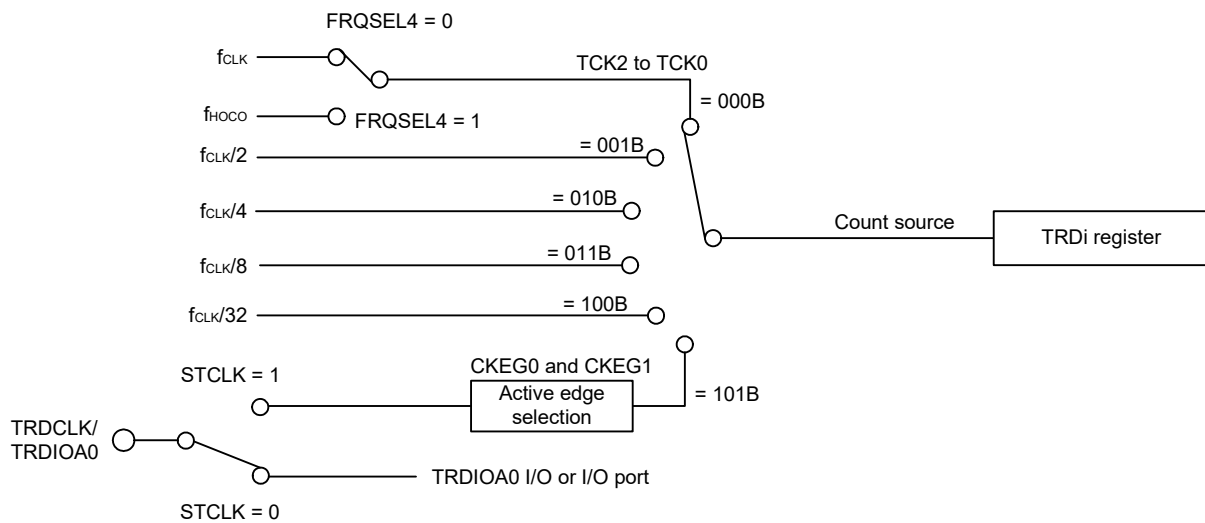 FRQSEL4 = 0
fCLK
TCK2 to TCK0
= 000B
fHOCO
FRQSEL4 = 1
fCLK/2
= 001B
fCLK/4
= 010B
Count source
TRDi register
fCLK/8
= 011B
fCLK/32
= 100B
STCLK = 1
CKEG0 and CKEG1
Active edge
selection
= 101B
TRDCLK/
TRDIOA0
TRDIOA0 I/O or I/O port
STCLK = 0